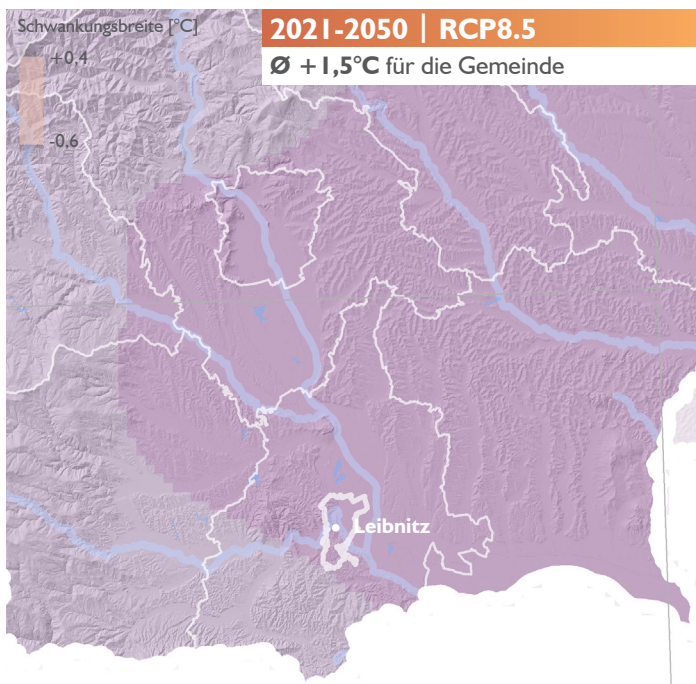 Schwankungsbreite [°C]
+0,4
-0.6
2021-2050 | RCP8.5
Ø +1,5°C für die Gemeinde
Leibnitz